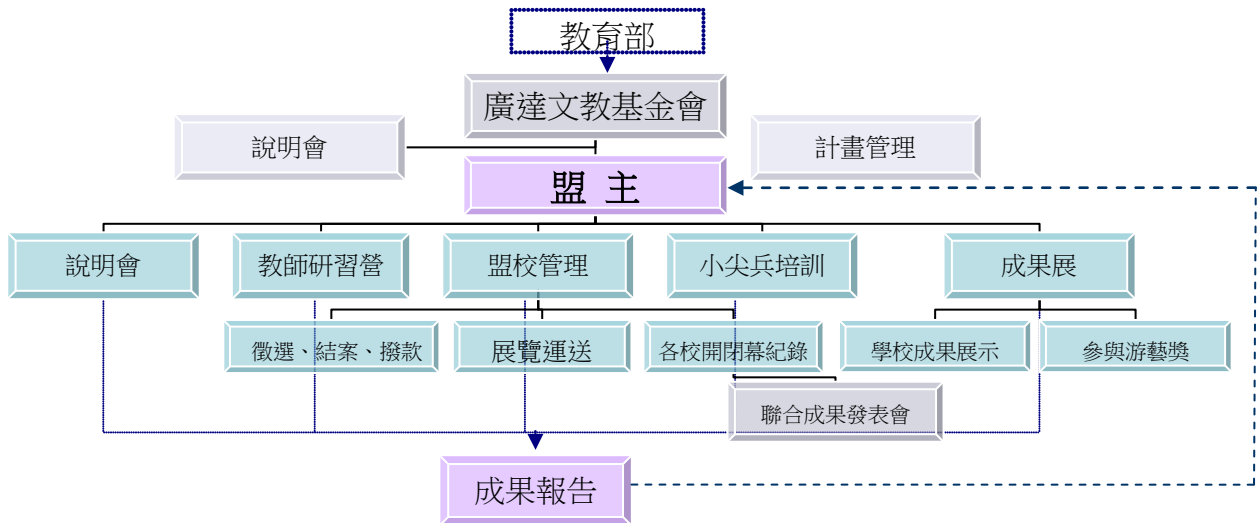 教育部
廣達文教基金會
說明會
計畫管理
盟 主
說明會
教師研習營
盟校管理
小尖兵培訓
成果展
徵選、結案、撥款
展覽運送
各校開閉幕紀錄
學校成果展示
參與游藝獎
聯合成果發表會
成果報告